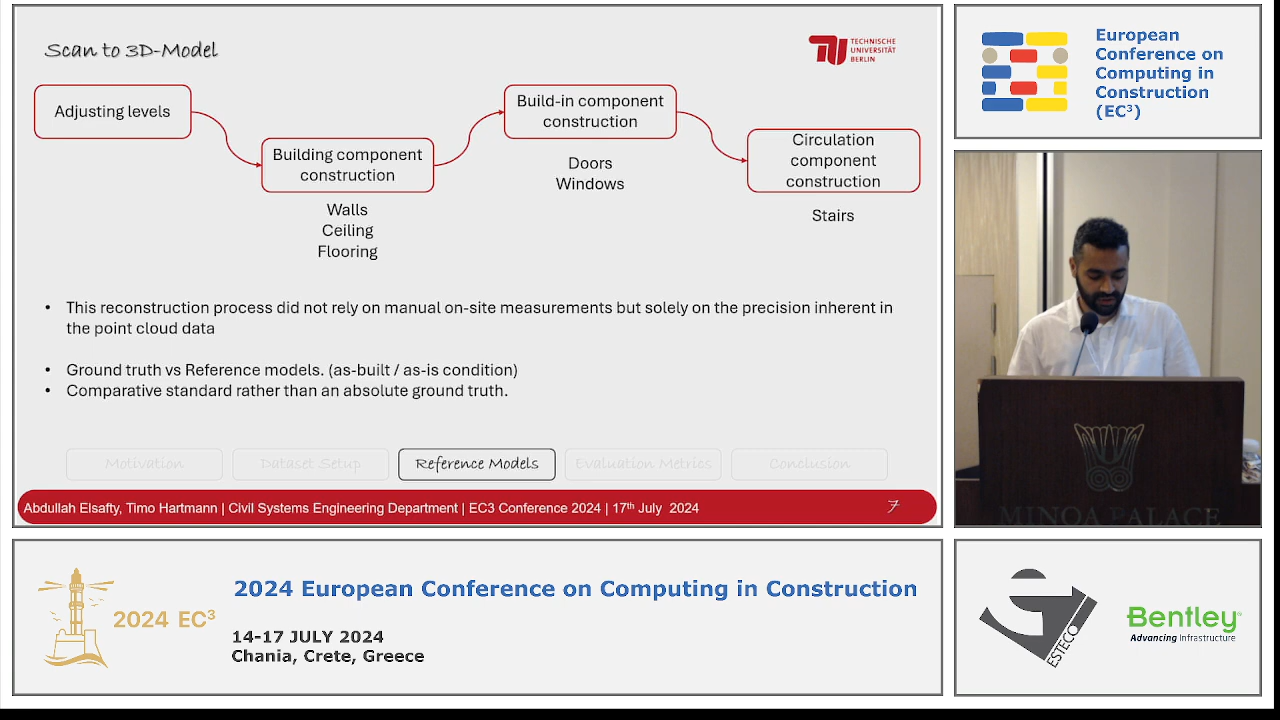 Scan to 3D-Model
TECHNISCHE
UNIVERSITÄT
BERLIN
Adjusting levels
Building component
construction
Walls
Ceiling
Flooring
Build-in component
construction
Doors
Windows
Circulation
component
construction
Stairs
• This reconstruction process did not rely on manual on-site measurements but solely on the precision inherent in
the point cloud data
• Ground truth vs Reference models. (as-built / as-is condition)
• Comparative standard rather than an absolute ground truth.
Motivation
Dataset Setup
Reference Models
Evaluation Metrics
Conclusion
Abdullah Elsafty, Timo Hartmann | Civil Systems Engineering Department | EC3 Conference 2024 | 17th July 2024
7
European
Conference on
Computing in
Construction
(EC³)
MINOA PALACE
2024 EC³
2024 European Conference on Computing in Construction
14-17 JULY 2024
Chania, Crete, Greece
ESTECO
Bentley
Advancing Infrastructure